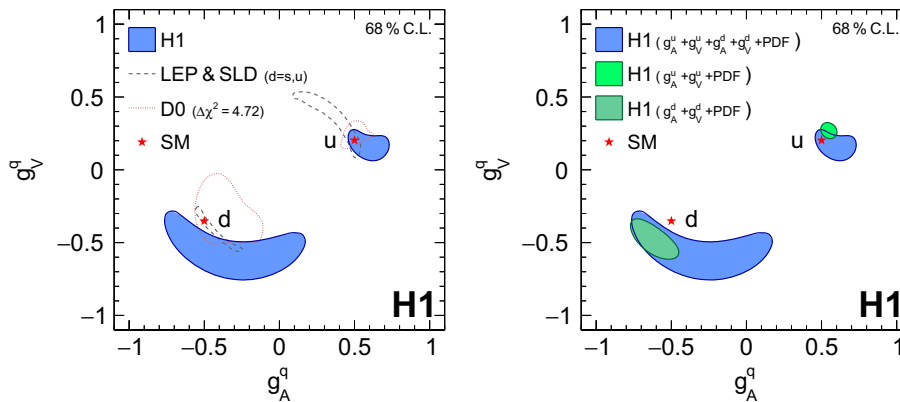 68 % C.L.
H1
LEP & SLD (d=s,u)
D0 (Δχ² = 4.72)
SM
u
d
H1
1
0.5
0
−0.5
−1
g_V^q
−1 −0.5 0 0.5 1
g_A^q
68 % C.L.
H1 ( g_A^u +g_V^u +g_A^d +g_V^d +PDF )
H1 ( g_A^u +g_V^u +PDF )
H1 ( g_A^d +g_V^d +PDF )
SM
u
d
H1
1
0.5
0
−0.5
−1
g_V^q
−1 −0.5 0 0.5 1
g_A^q